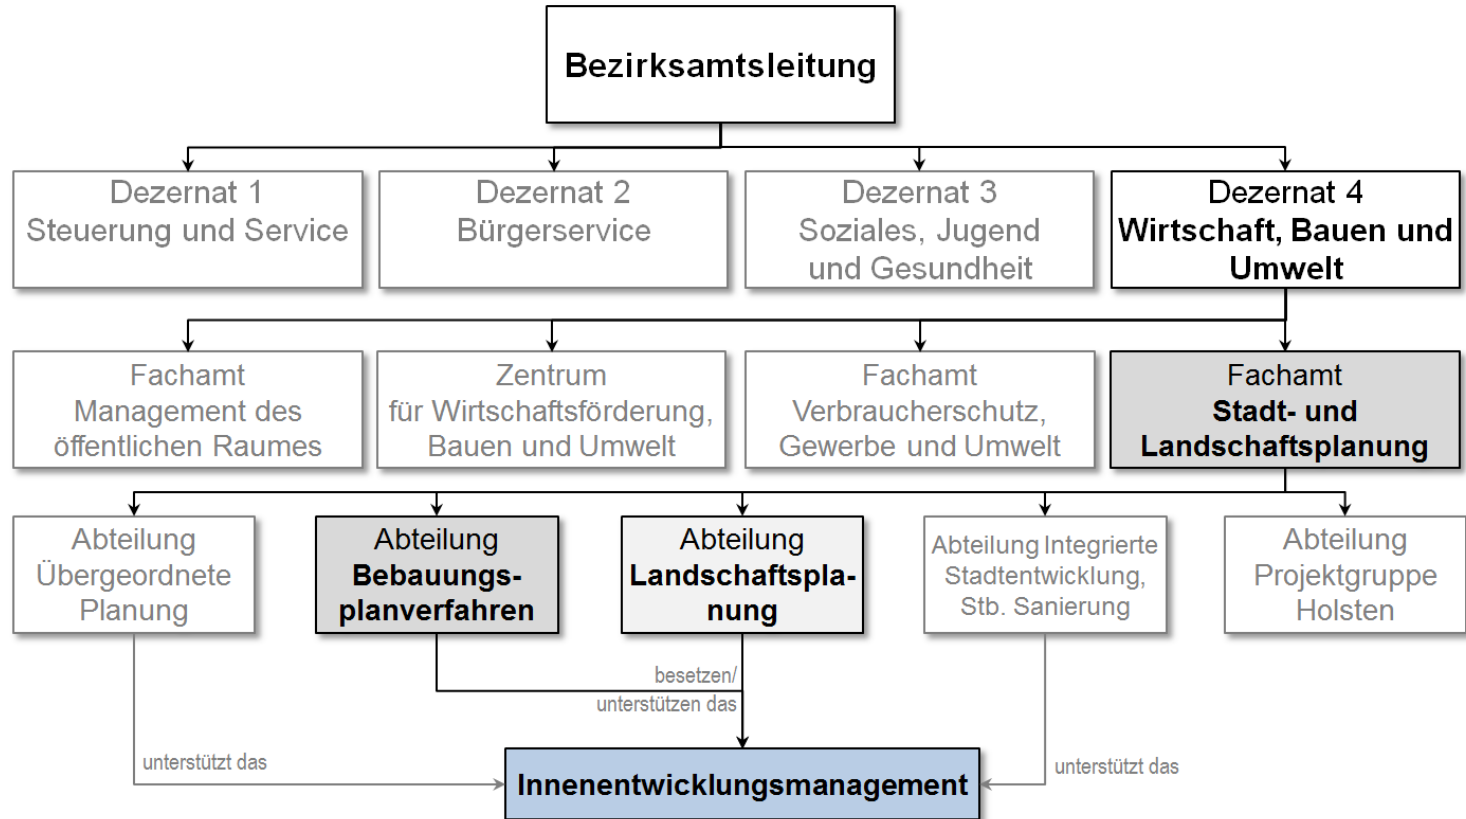 Bezirksamtsleitung
Dezernat 1
Steuerung und Service
Dezernat 2
Bürgerservice
Dezernat 3
Soziales, Jugend
und Gesundheit
Dezernat 4
Wirtschaft, Bauen und
Umwelt
Fachamt
Management des
öffentlichen Raumes
Zentrum
für Wirtschaftsförderung,
Bauen und Umwelt
Fachamt
Verbraucherschutz,
Gewerbe und Umwelt
Fachamt
Stadt- und
Landschaftsplanung
Abteilung
Übergeordnete
Planung
Abteilung
Bebauungs-
planverfahren
Abteilung
Landschaftspla-
nung
Abteilung Integrierte
Stadtentwicklung,
Stb. Sanierung
Abteilung
Projektgruppe
Holsten
besetzen/
unterstützen das
unterstützt das
unterstützt das
Innenentwicklungsmanagement